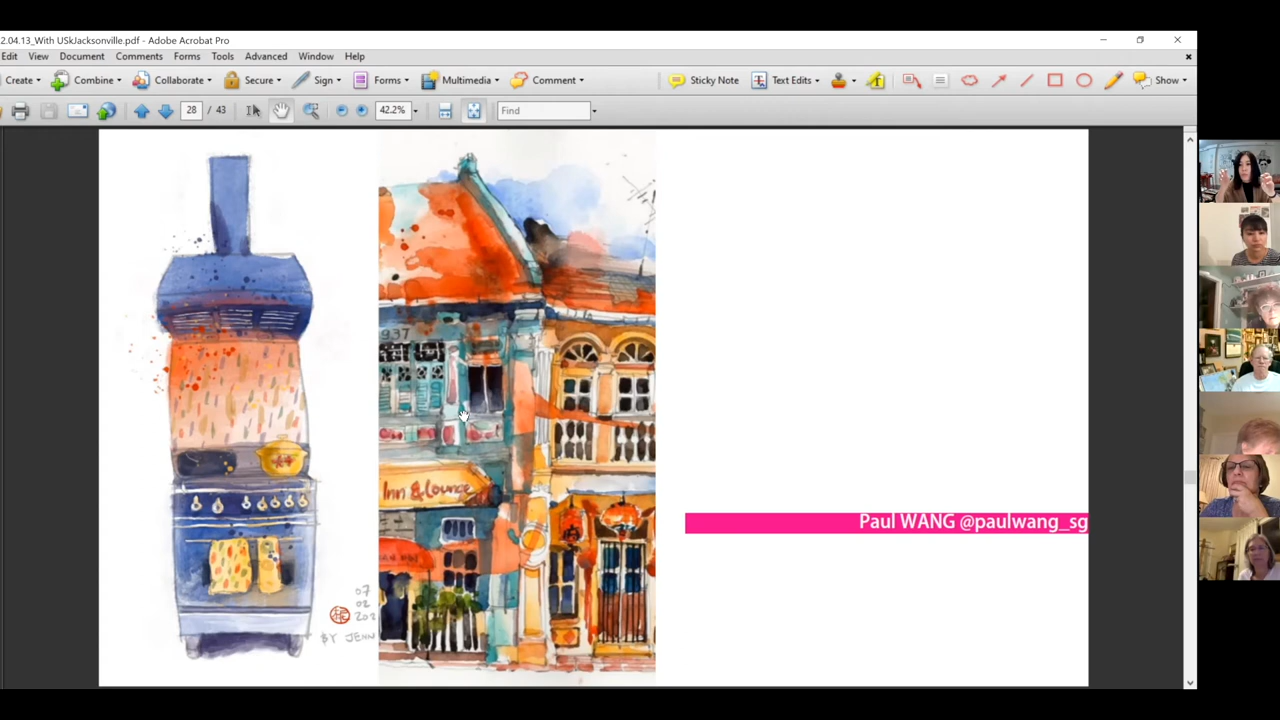 2.04.13_With USkJacksonville.pdf - Adobe Acrobat Pro
Edit View Document Comments Forms Tools Advanced Window Help
Create Combine Collaborate Secure Sign Forms Multimedia Comment Sticky Note Text Edits Show
28 / 43 42.2% Find
937
Inn & Lounge
Paul WANG @paulwang_sg
07
02
202
BY JENN